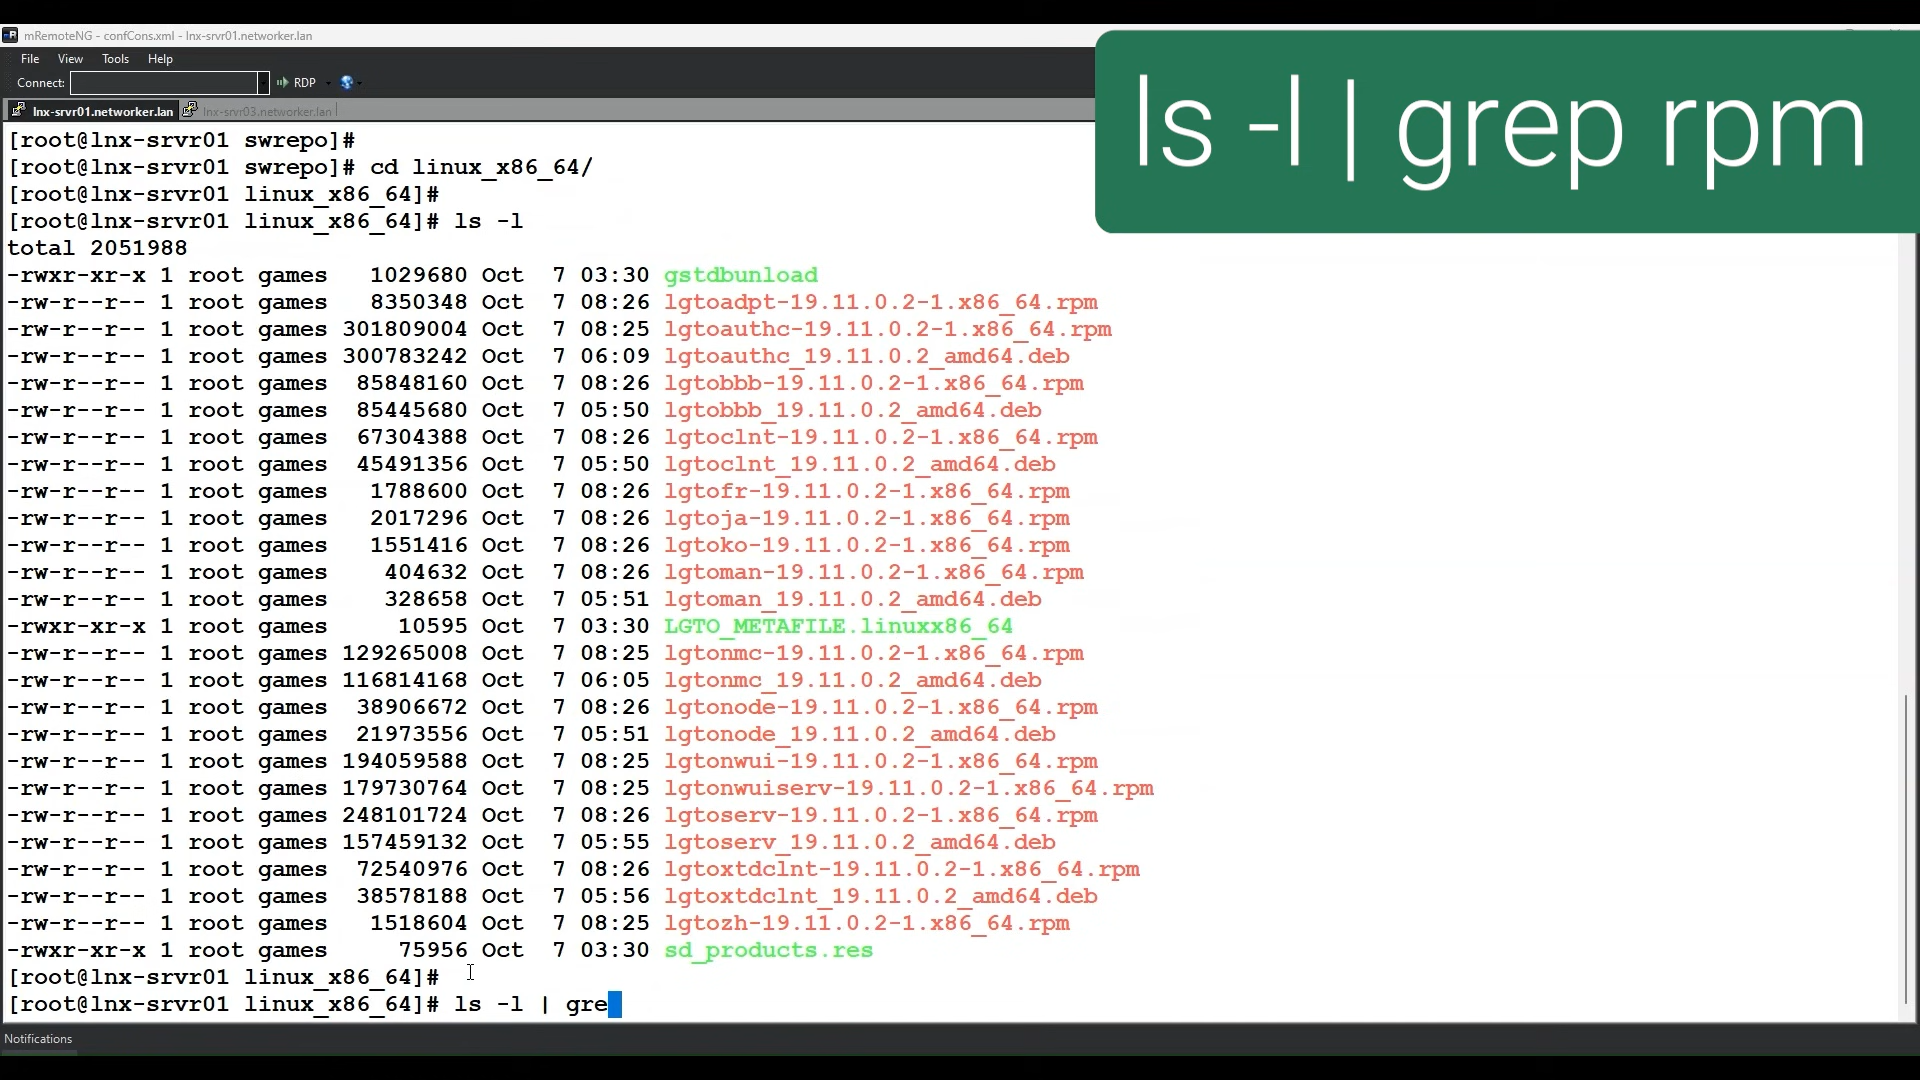 mRemoteNG - confCons.xml - lnx-srvr01.networker.lan
File View Tools Help
Connect: RDP
lnx-srvr01.networker.lan lnx-srvr03.networker.lan
ls -l | grep rpm
[root@lnx-srvr01 swrepo]#
[root@lnx-srvr01 swrepo]# cd linux_x86_64/
[root@lnx-srvr01 linux_x86_64]#
[root@lnx-srvr01 linux_x86_64]# ls -l
total 2051988
-rwxr-xr-x 1 root games 1029680 Oct 7 03:30 gstdbunload
-rw-r--r-- 1 root games 8350348 Oct 7 08:26 lgtoadpt-19.11.0.2-1.x86_64.rpm
-rw-r--r-- 1 root games 301809004 Oct 7 08:25 lgtoauthc-19.11.0.2-1.x86_64.rpm
-rw-r--r-- 1 root games 300783242 Oct 7 06:09 lgtoauthc_19.11.0.2_amd64.deb
-rw-r--r-- 1 root games 85848160 Oct 7 08:26 lgtobbb-19.11.0.2-1.x86_64.rpm
-rw-r--r-- 1 root games 85445680 Oct 7 05:50 lgtobbb_19.11.0.2_amd64.deb
-rw-r--r-- 1 root games 67304388 Oct 7 08:26 lgtoclnt-19.11.0.2-1.x86_64.rpm
-rw-r--r-- 1 root games 45491356 Oct 7 05:50 lgtoclnt_19.11.0.2_amd64.deb
-rw-r--r-- 1 root games 1788600 Oct 7 08:26 lgtofr-19.11.0.2-1.x86_64.rpm
-rw-r--r-- 1 root games 2017296 Oct 7 08:26 lgtoja-19.11.0.2-1.x86_64.rpm
-rw-r--r-- 1 root games 1551416 Oct 7 08:26 lgtoko-19.11.0.2-1.x86_64.rpm
-rw-r--r-- 1 root games 404632 Oct 7 08:26 lgtoman-19.11.0.2-1.x86_64.rpm
-rw-r--r-- 1 root games 328658 Oct 7 05:51 lgtoman_19.11.0.2_amd64.deb
-rwxr-xr-x 1 root games 10595 Oct 7 03:30 LGTO_METAFILE.linuxx86_64
-rw-r--r-- 1 root games 129265008 Oct 7 08:25 lgtonmc-19.11.0.2-1.x86_64.rpm
-rw-r--r-- 1 root games 116814168 Oct 7 06:05 lgtonmc_19.11.0.2_amd64.deb
-rw-r--r-- 1 root games 38906672 Oct 7 08:26 lgtonode-19.11.0.2-1.x86_64.rpm
-rw-r--r-- 1 root games 21973556 Oct 7 05:51 lgtonode_19.11.0.2_amd64.deb
-rw-r--r-- 1 root games 194059588 Oct 7 08:25 lgtonwui-19.11.0.2-1.x86_64.rpm
-rw-r--r-- 1 root games 179730764 Oct 7 08:25 lgtonwuiserv-19.11.0.2-1.x86_64.rpm
-rw-r--r-- 1 root games 248101724 Oct 7 08:26 lgtoserv-19.11.0.2-1.x86_64.rpm
-rw-r--r-- 1 root games 157459132 Oct 7 05:55 lgtoserv_19.11.0.2_amd64.deb
-rw-r--r-- 1 root games 72540976 Oct 7 08:26 lgtoxtdclnt-19.11.0.2-1.x86_64.rpm
-rw-r--r-- 1 root games 38578188 Oct 7 05:56 lgtoxtdclnt_19.11.0.2_amd64.deb
-rw-r--r-- 1 root games 1518604 Oct 7 08:25 lgtozh-19.11.0.2-1.x86_64.rpm
-rwxr-xr-x 1 root games 75956 Oct 7 03:30 sd_products.res
[root@lnx-srvr01 linux_x86_64]#
[root@lnx-srvr01 linux_x86_64]# ls -l | gre
Notifications